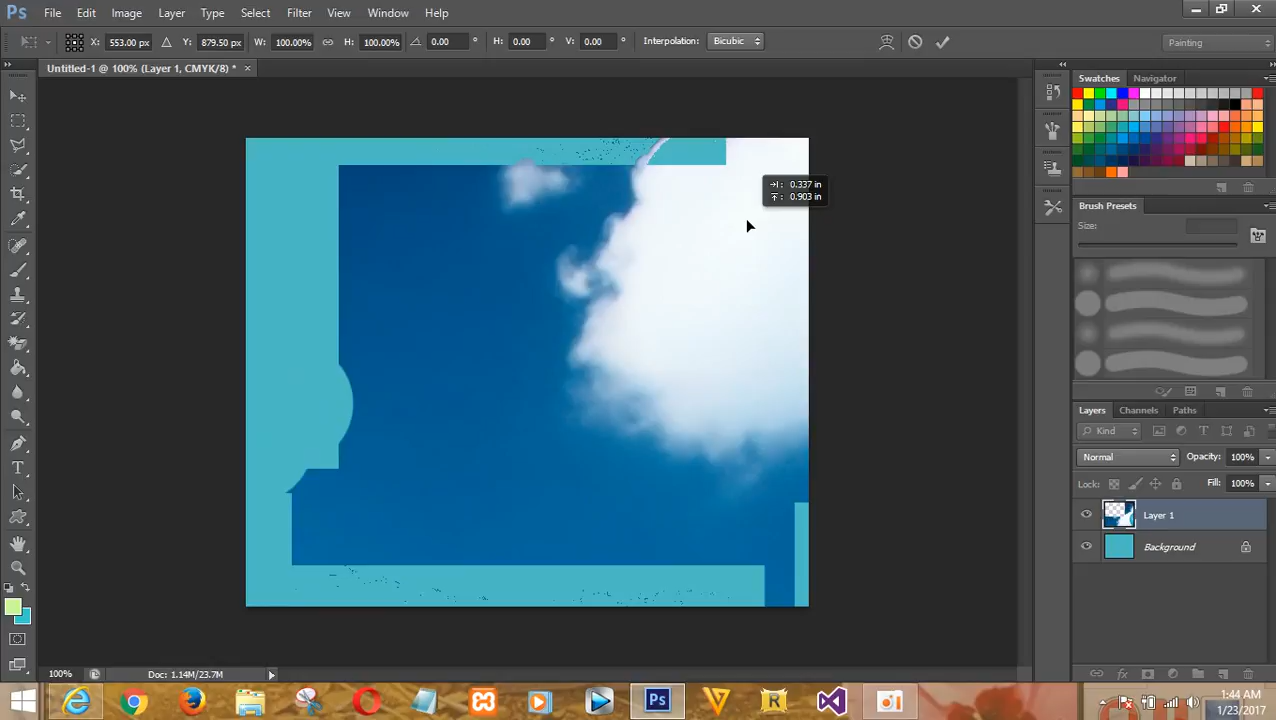 Ps File Edit Image Layer Type Select Filter 3D View Window Help
X: 553.00 px Y: 879.50 px W: 100.00% H: 100.00% 0.00 ° H: 0.00 ° V: 0.00 ° Interpolation: Bicubic Painting
Untitled-1 @ 100% (Layer 1, CMYK/8) * ×
Swatches Navigator
0.337 in
0.903 in
Brush Presets
Size:
Layers Channels Paths
Kind
Normal Opacity: 100%
Lock: Fill: 100%
Layer 1
Background
T
100% Doc: 1.14M/23.7M
Ps
1:44 AM
1/23/2017